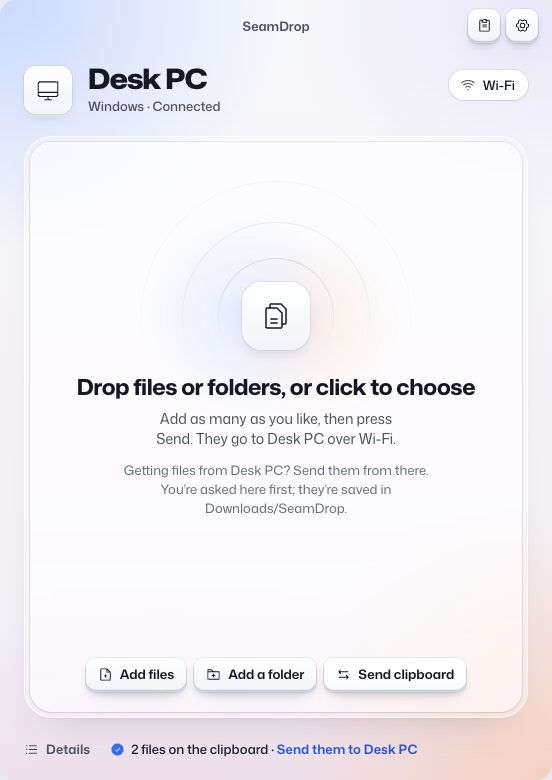 SeamDrop
Desk PC
Windows · Connected
Wi-Fi
Drop files or folders, or click to choose
Add as many as you like, then press
Send. They go to Desk PC over Wi-Fi.
Getting files from Desk PC? Send them from there.
You're asked here first; they're saved in
Downloads/SeamDrop.
Add files
Add a folder
Send clipboard
Details
2 files on the clipboard · Send them to Desk PC